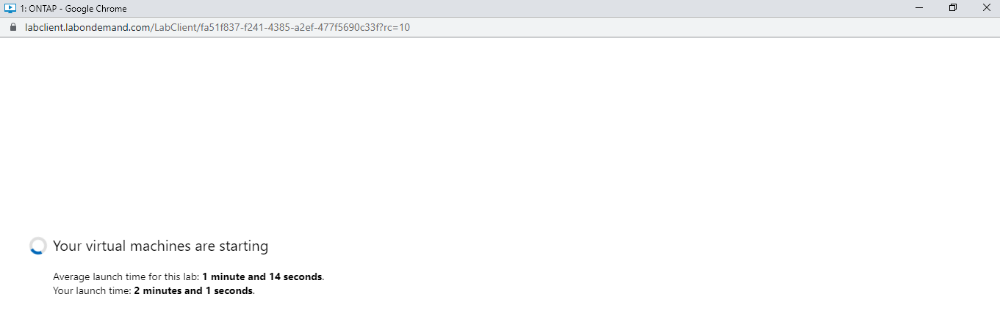 1: ONTAP - Google Chrome
labclient.labondemand.com/LabClient/fa51f837-f241-4385-a2ef-477f5690c33f?rc=10
Your virtual machines are starting
Average launch time for this lab: 1 minute and 14 seconds.
Your launch time: 2 minutes and 1 seconds.